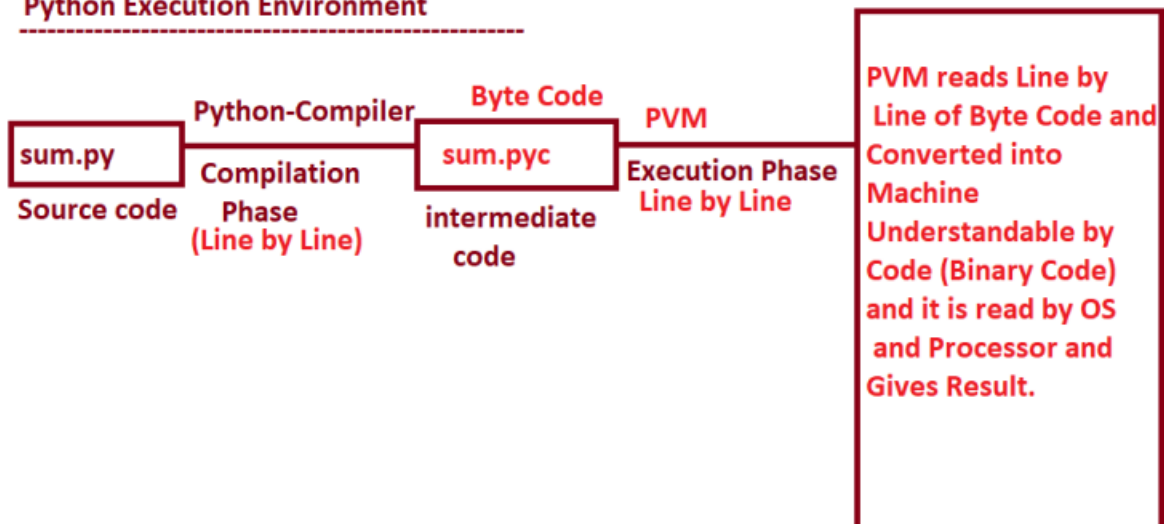 Python Execution Environment
------------------------------------------------------
sum.py
Source code
Python-Compiler
Compilation
Phase
(Line by Line)
Byte Code
sum.pyc
intermediate
code
PVM
Execution Phase
Line by Line
PVM reads Line by
Line of Byte Code and
Converted into
Machine
Understandable by
Code (Binary Code)
and it is read by OS
and Processor and
Gives Result.